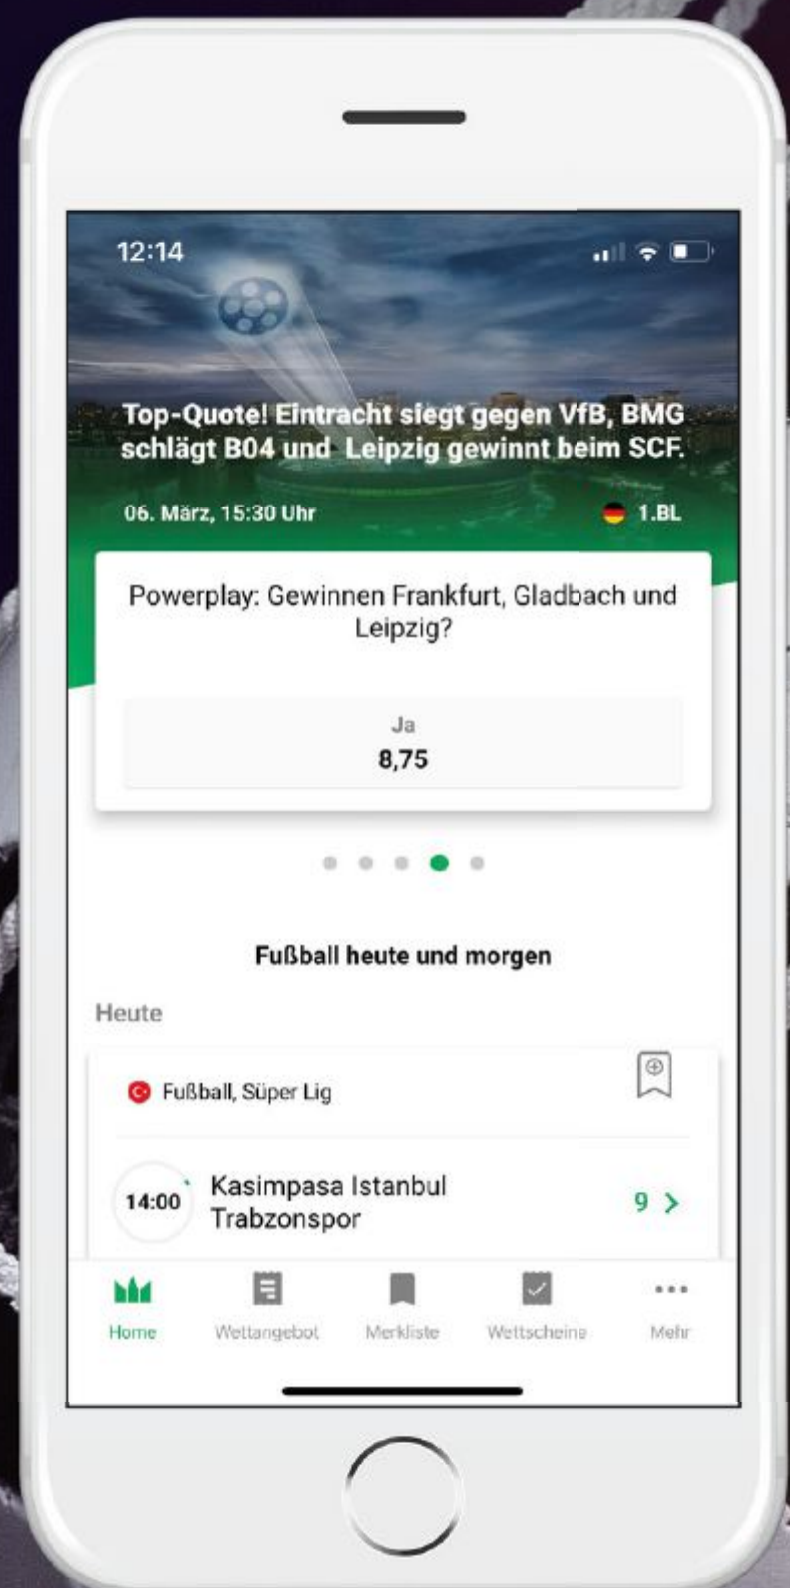 12:14
Top-Quote! Eintracht siegt gegen VfB, BMG
schlägt B04 und Leipzig gewinnt beim SCF.
06. März, 15:30 Uhr
1.BL
Powerplay: Gewinnen Frankfurt, Gladbach und
Leipzig?
Ja
8,75
Fußball heute und morgen
Heute
Fußball, Süper Lig
14:00
Kasimpasa Istanbul
Trabzonspor
9
Home
Wettangebot
Merkliste
Wettscheine
Mehr